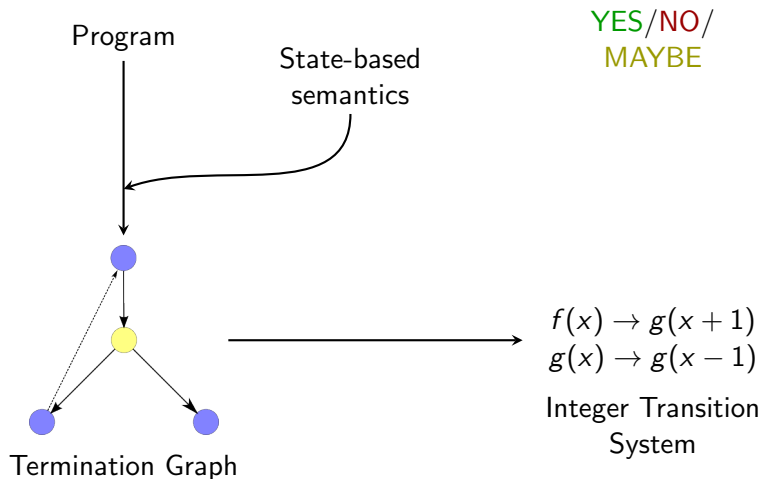 Program
State-based
semantics
YES/NO/
MAYBE
f(x) → g(x + 1)
g(x) → g(x − 1)
Integer Transition
System
Termination Graph